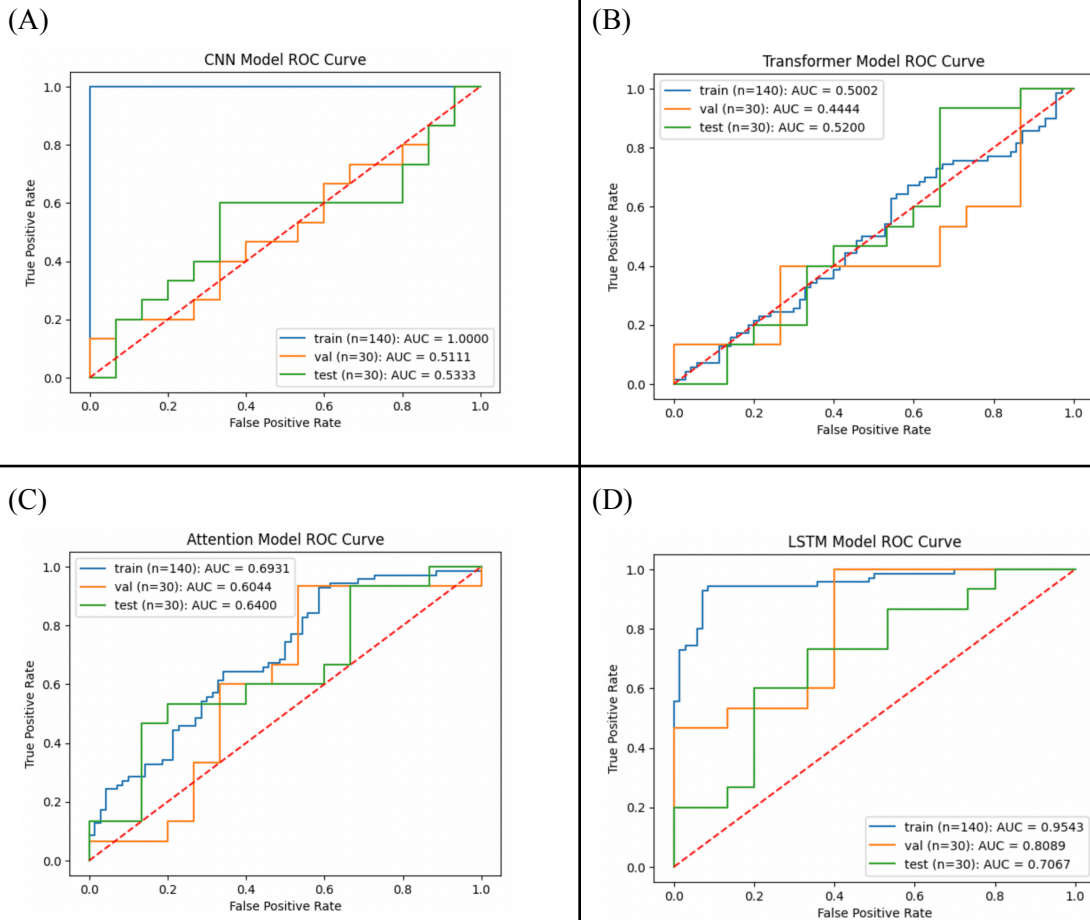 (A)
CNN Model ROC Curve
1.0
0.8
0.6
0.4
0.2
0.0
True Positive Rate
train (n=140): AUC = 1.0000
val (n=30): AUC = 0.5111
test (n=30): AUC = 0.5333
0.0 0.2 0.4 0.6 0.8 1.0
False Positive Rate
(B)
Transformer Model ROC Curve
train (n=140): AUC = 0.5002
val (n=30): AUC = 0.4444
test (n=30): AUC = 0.5200
1.0
0.8
0.6
0.4
0.2
0.0
True Positive Rate
0.0 0.2 0.4 0.6 0.8 1.0
False Positive Rate
(C)
Attention Model ROC Curve
train (n=140): AUC = 0.6931
val (n=30): AUC = 0.6044
test (n=30): AUC = 0.6400
1.0
0.8
0.6
0.4
0.2
0.0
True Positive Rate
0.0 0.2 0.4 0.6 0.8 1.0
False Positive Rate
(D)
LSTM Model ROC Curve
1.0
0.8
0.6
0.4
0.2
0.0
True Positive Rate
train (n=140): AUC = 0.9543
val (n=30): AUC = 0.8089
test (n=30): AUC = 0.7067
0.0 0.2 0.4 0.6 0.8 1.0
False Positive Rate